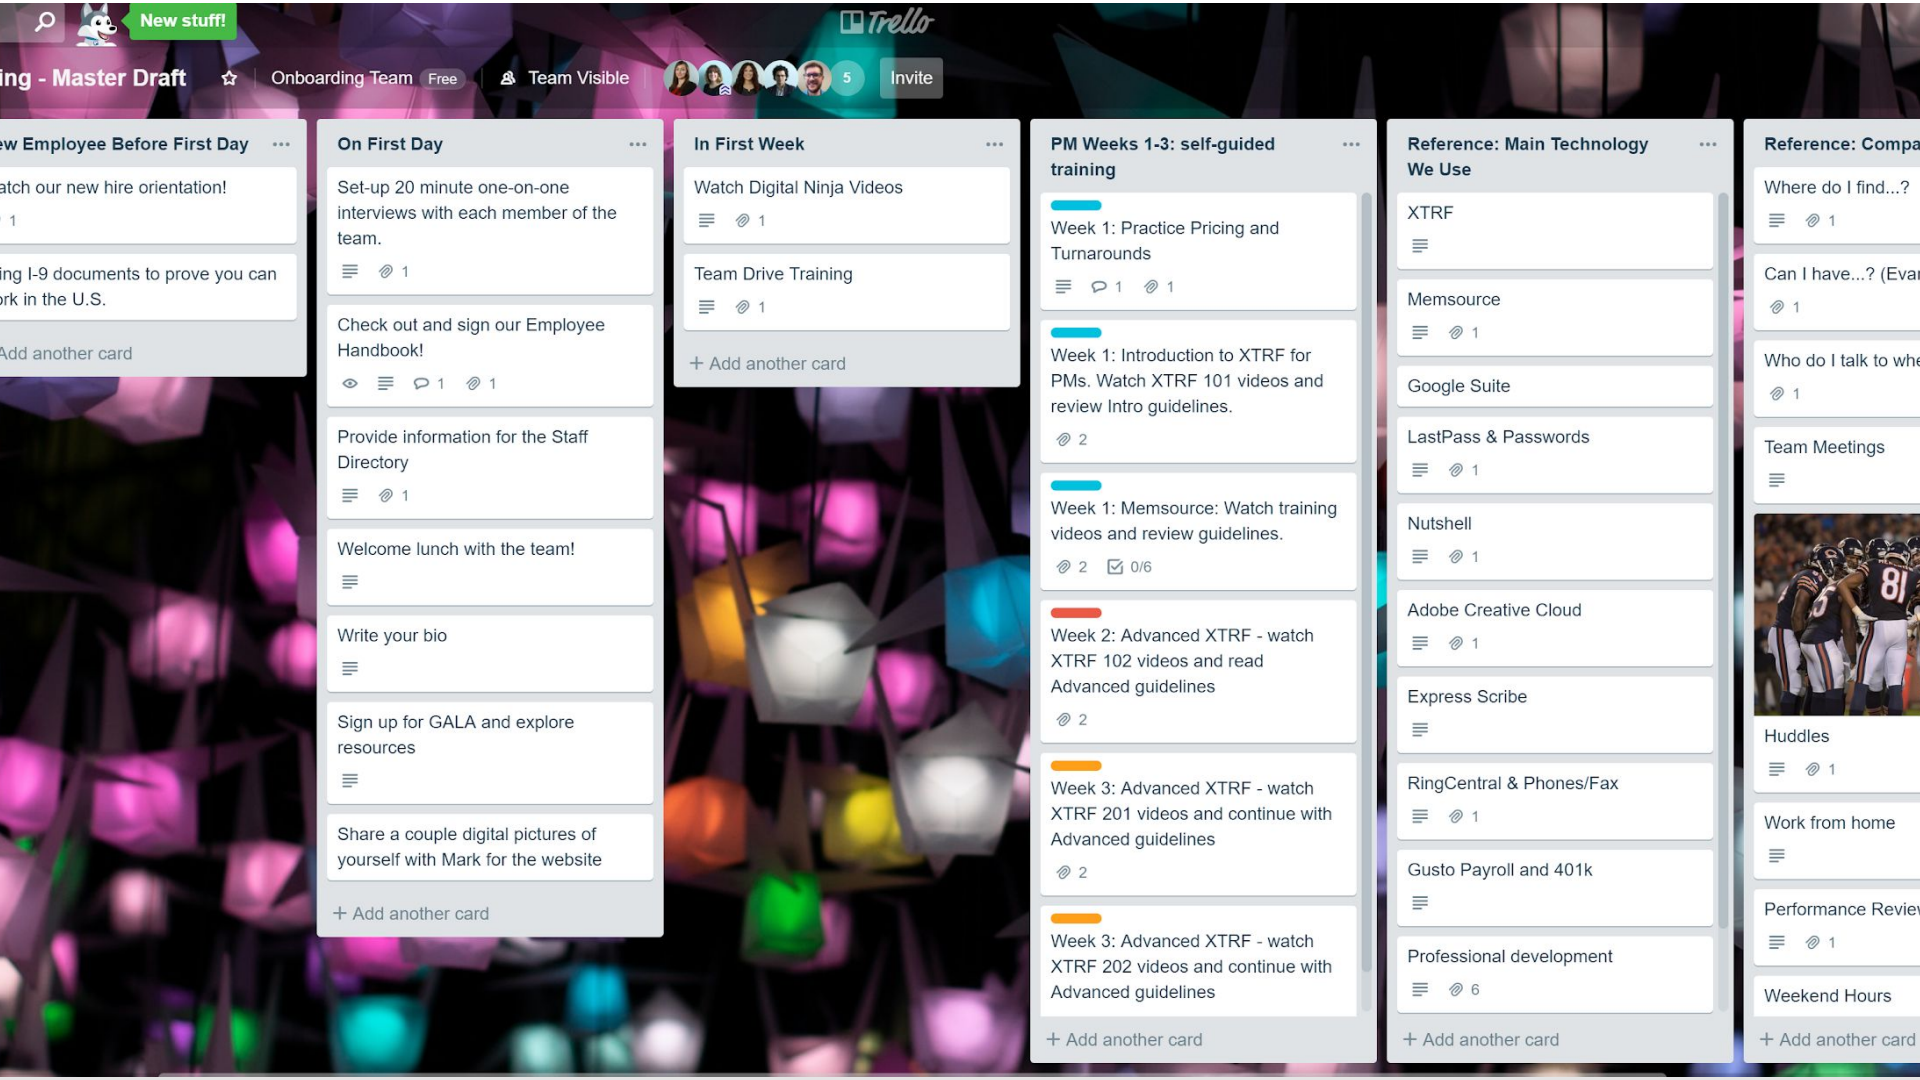 New stuff!
Trello
ing - Master Draft
Onboarding Team Free
Team Visible
5
Invite
ew Employee Before First Day
atch our new hire orientation!
1
ing I-9 documents to prove you can
ork in the U.S.
Add another card
On First Day
Set-up 20 minute one-on-one
interviews with each member of the
team.
1
Check out and sign our Employee
Handbook!
1 1
Provide information for the Staff
Directory
1
Welcome lunch with the team!
Write your bio
Sign up for GALA and explore
resources
Share a couple digital pictures of
yourself with Mark for the website
+ Add another card
In First Week
Watch Digital Ninja Videos
1
Team Drive Training
1
+ Add another card
PM Weeks 1-3: self-guided
training
Week 1: Practice Pricing and
Turnarounds
1 1
Week 1: Introduction to XTRF for
PMs. Watch XTRF 101 videos and
review Intro guidelines.
2
Week 1: Memsource: Watch training
videos and review guidelines.
2 0/6
Week 2: Advanced XTRF - watch
XTRF 102 videos and read
Advanced guidelines
2
Week 3: Advanced XTRF - watch
XTRF 201 videos and continue with
Advanced guidelines
2
Week 3: Advanced XTRF - watch
XTRF 202 videos and continue with
Advanced guidelines
+ Add another card
Reference: Main Technology
We Use
XTRF
Memsource
1
Google Suite
LastPass & Passwords
1
Nutshell
1
Adobe Creative Cloud
1
Express Scribe
RingCentral & Phones/Fax
1
Gusto Payroll and 401k
Professional development
6
+ Add another card
Reference: Compa
Where do I find...?
1
Can I have...? (Evan
1
Who do I talk to whe
1
Team Meetings
81
Huddles
1
Work from home
Performance Review
1
Weekend Hours
+ Add another card